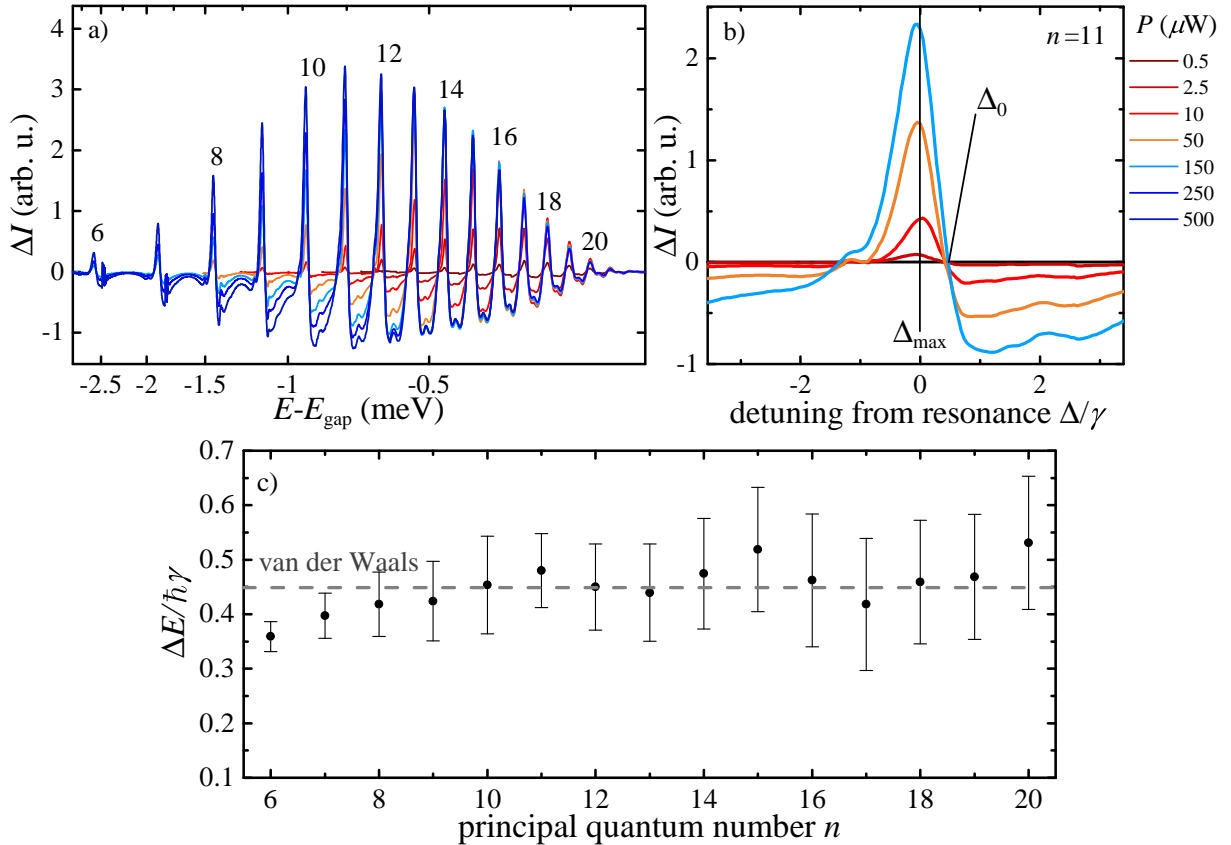 a)
4
3
2
1
0
-1
ΔI (arb. u.)
6
8
10
12
14
16
18
20
-2.5 -2 -1.5 -1 -0.5
E-E_gap (meV)
b)
n=11
2
1
0
-1
ΔI (arb. u.)
Δ_0
Δ_max
-2 0 2
detuning from resonance Δ/γ
P (μW)
0.5
2.5
10
50
150
250
500
c)
0.7
0.6
0.5
0.4
0.3
0.2
0.1
ΔE/ħγ
van der Waals
6 8 10 12 14 16 18 20
principal quantum number n